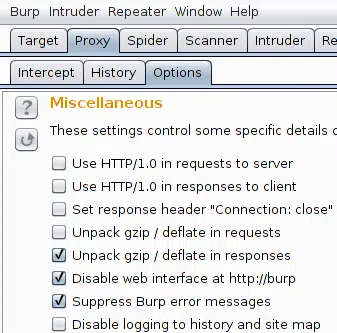 Burp Intruder Repeater Window Help
Target Proxy Spider Scanner Intruder Re
Intercept History Options
? Miscellaneous
These settings control some specific details o
Use HTTP/1.0 in requests to server
Use HTTP/1.0 in responses to client
Set response header "Connection: close"
Unpack gzip / deflate in requests
Unpack gzip / deflate in responses
Disable web interface at http://burp
Suppress Burp error messages
Disable logging to history and site map